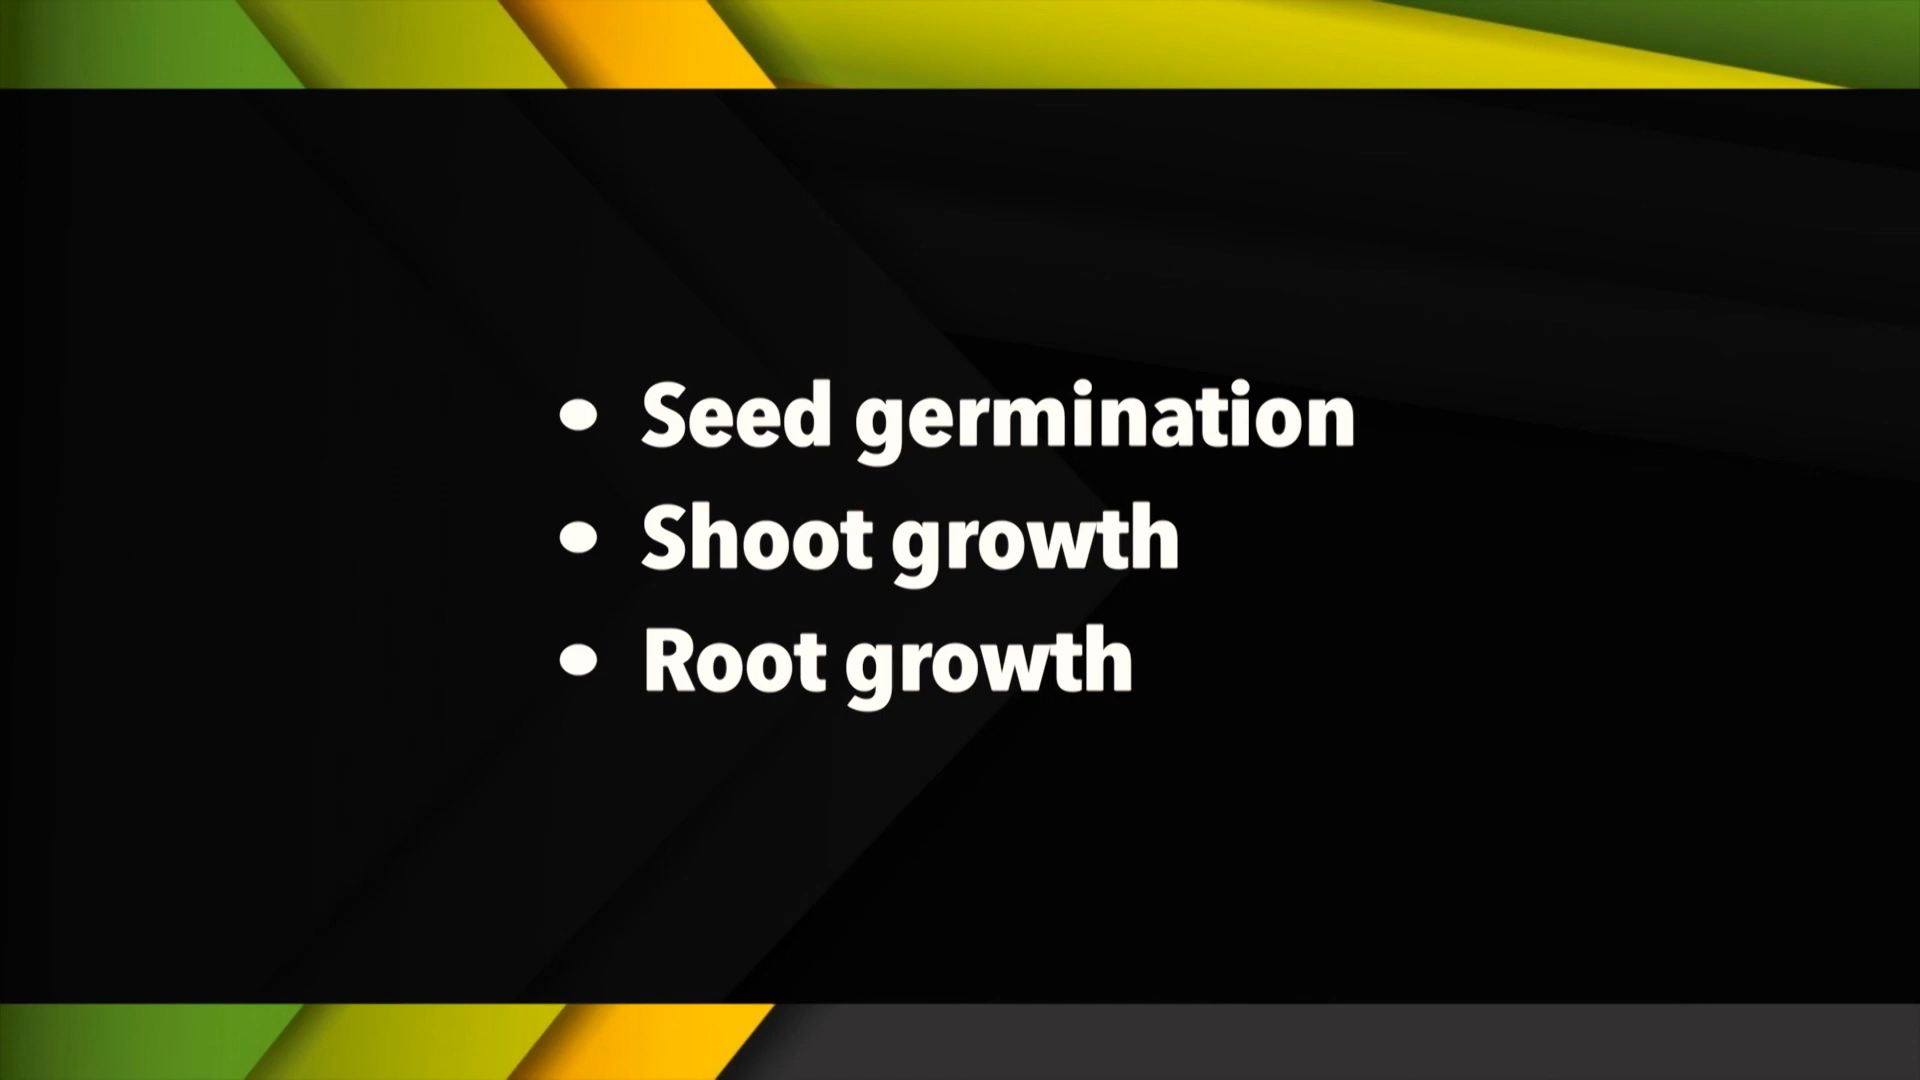 • Seed germination
• Shoot growth
• Root growth